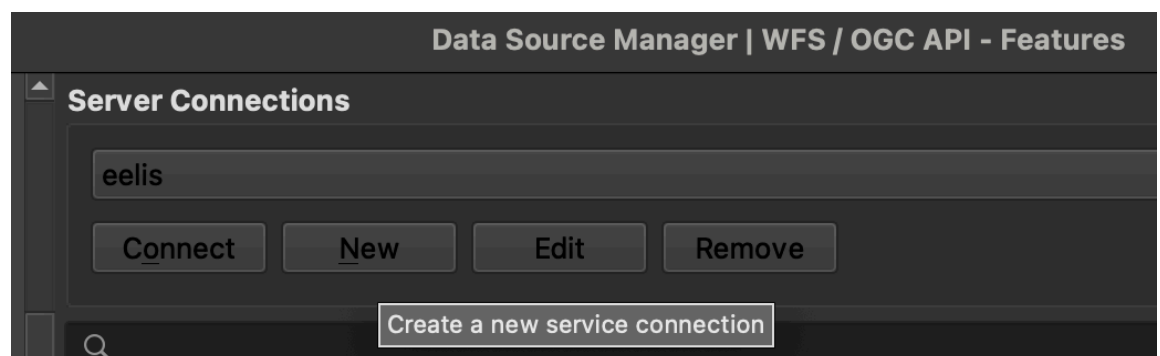 Data Source Manager | WFS / OGC API - Features
Server Connections
eelis
Connect New Edit Remove
Create a new service connection